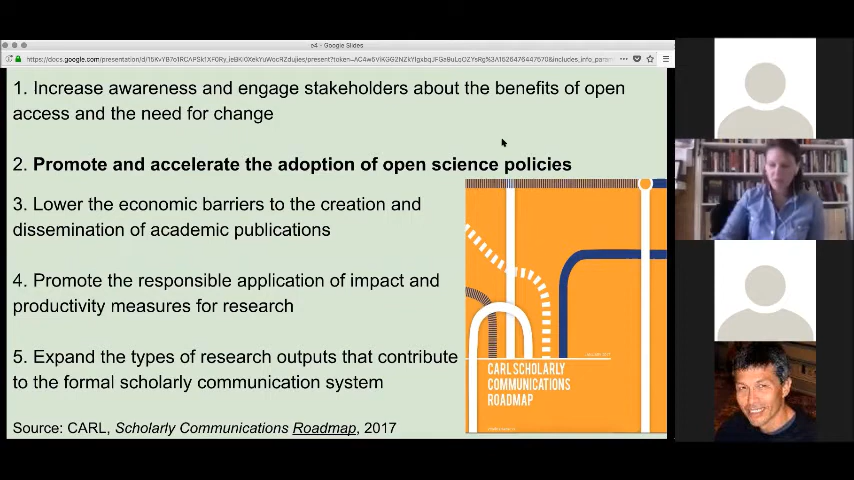 e4 - Google Slides
1. Increase awareness and engage stakeholders about the benefits of open
access and the need for change
2. Promote and accelerate the adoption of open science policies
3. Lower the economic barriers to the creation and
dissemination of academic publications
4. Promote the responsible application of impact and
productivity measures for research
5. Expand the types of research outputs that contribute
to the formal scholarly communication system
Source: CARL, Scholarly Communications Roadmap, 2017
CARL SCHOLARLY
COMMUNICATIONS
ROADMAP